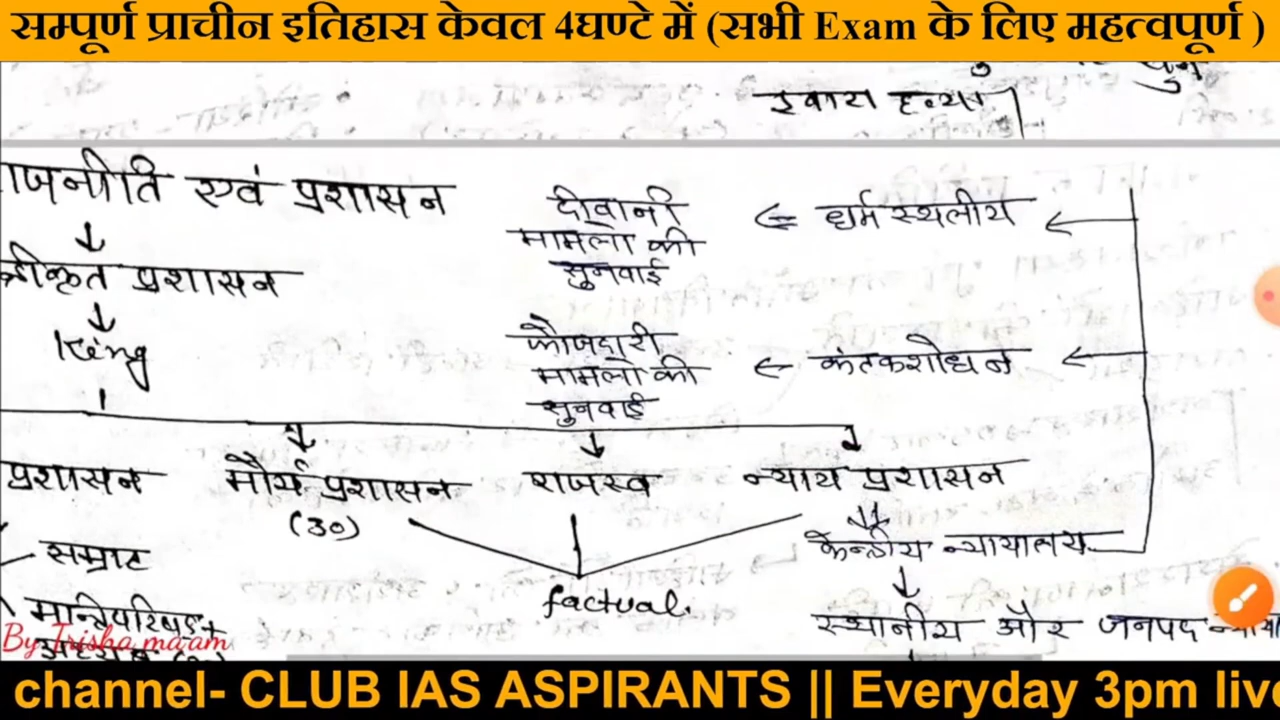 सम्पूर्ण प्राचीन इतिहास केवल 4घण्टे में (सभी Exam के लिए महत्वपूर्ण )
द्वारा हत्या
राजनीति एवं प्रशासन
केन्द्रीकृत प्रशासन
King
दीवानी
मामलो की
सुनवाई
<= धर्म स्थलीय
फौजदारी
मामलो की
सुनवाई
← कंतकशोधन
प्रशासन मौर्य प्रशासन राजस्व न्याय प्रशासन
(30)
केन्द्रीय न्यायालय
सम्राट
factual.
मन्त्रिपरिषद
स्थानीय और जनपद न्याया
By Trisha ma,am
channel- CLUB IAS ASPIRANTS || Everyday 3pm live